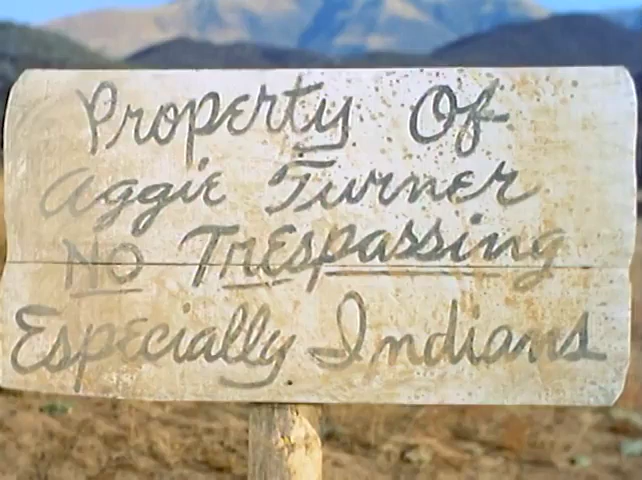 Property Of
Aggie Turner
No Trespassing
Especially Indians